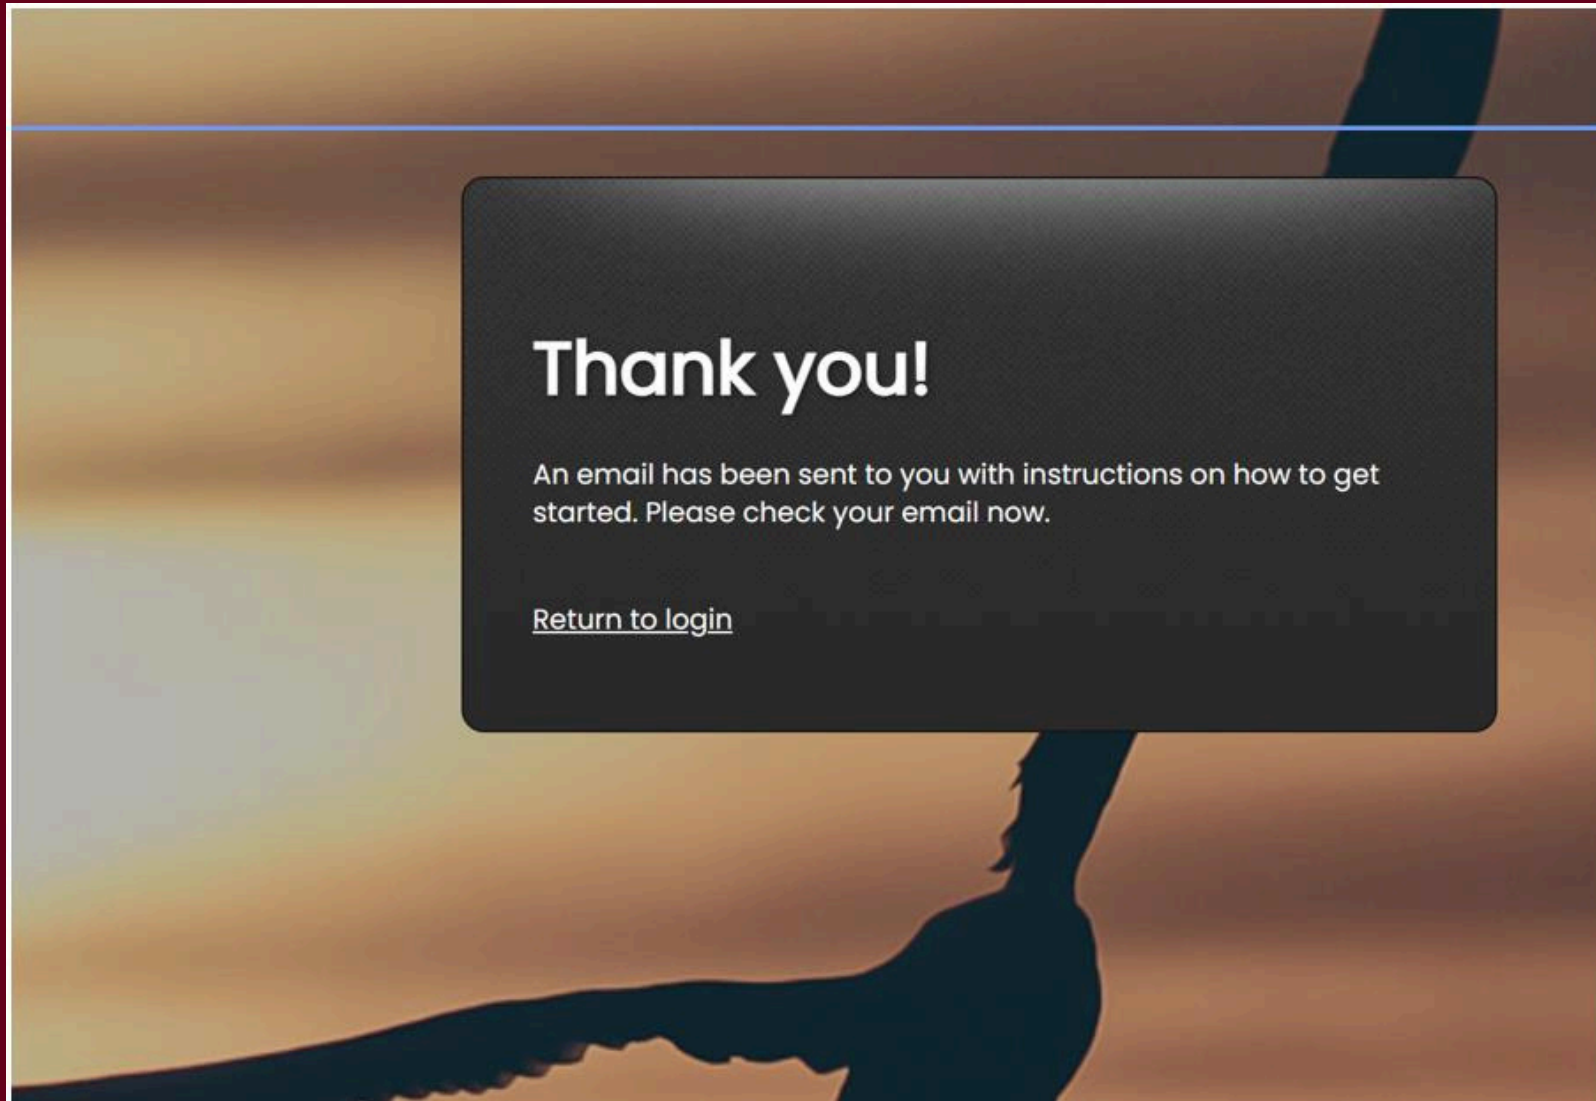 Thank you!
An email has been sent to you with instructions on how to get
started. Please check your email now.
Return to login